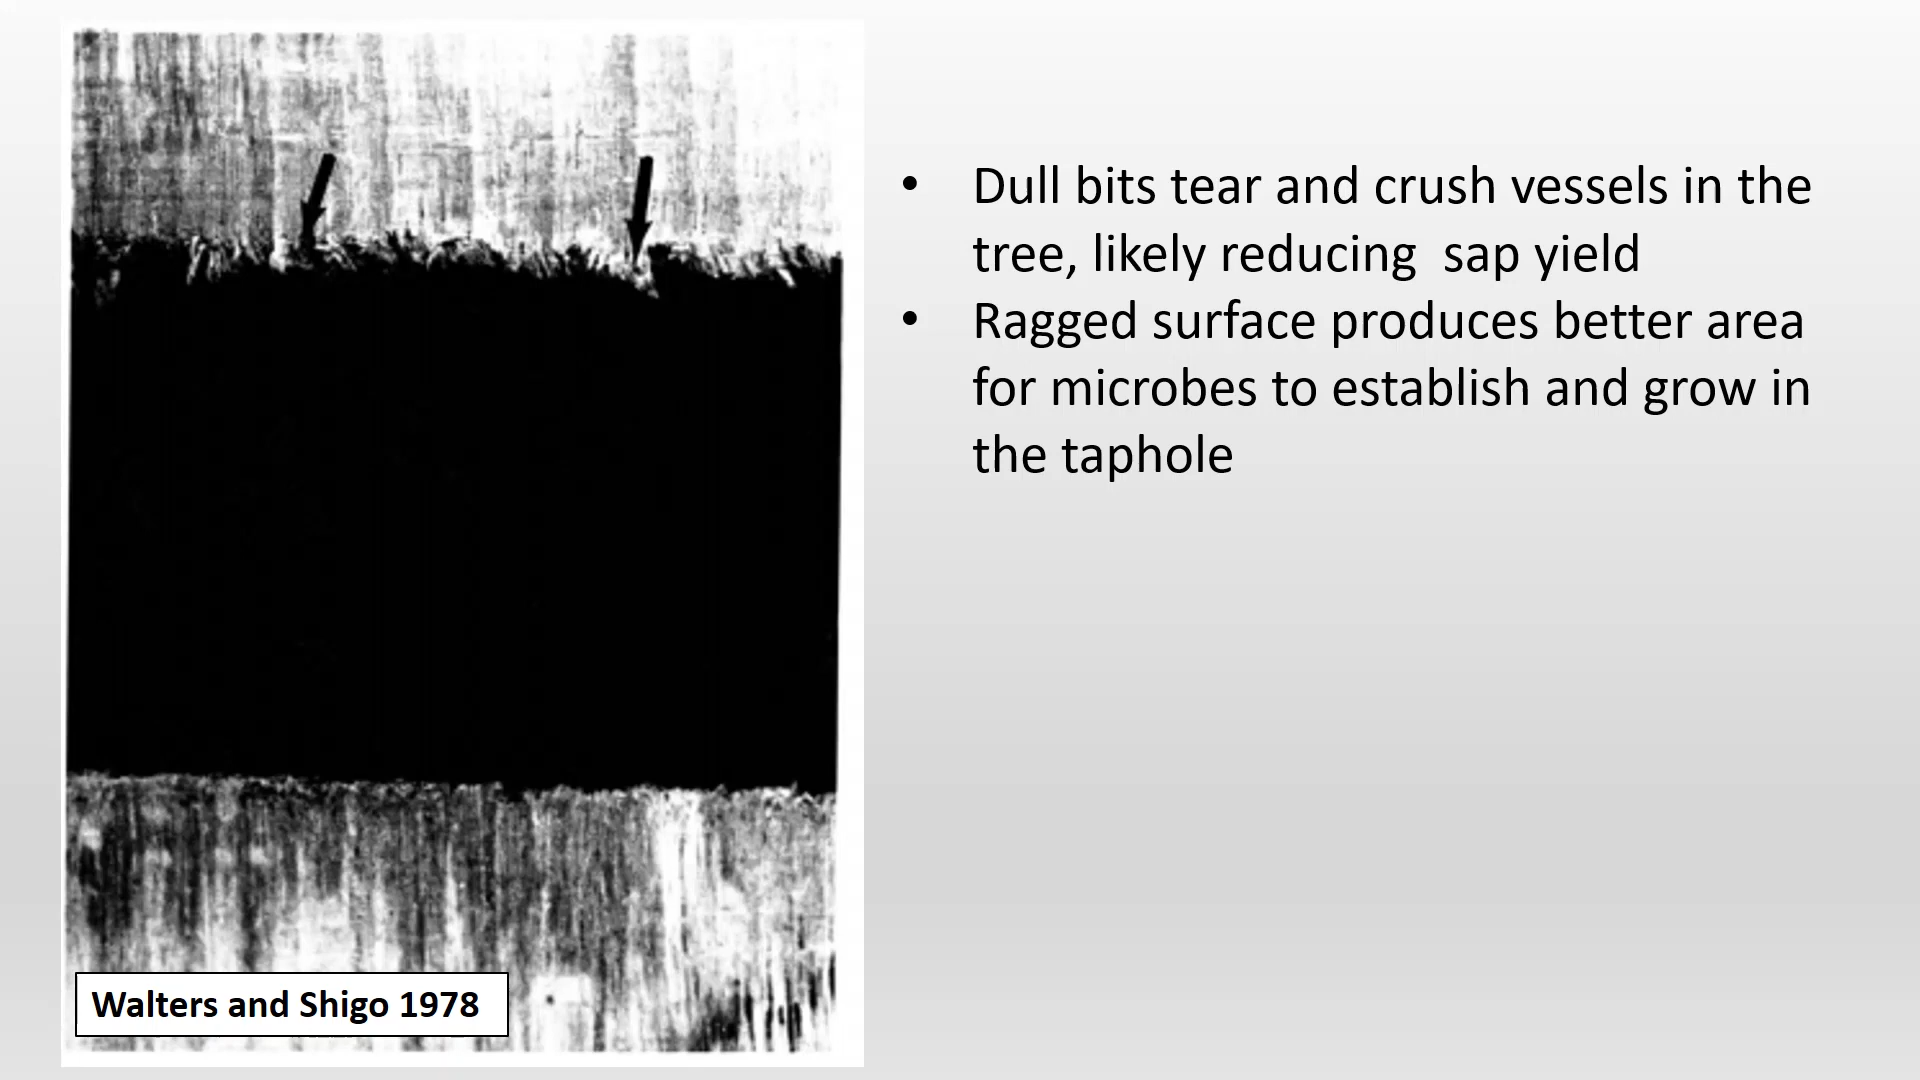 • Dull bits tear and crush vessels in the
tree, likely reducing  sap yield
• Ragged surface produces better area
for microbes to establish and grow in
the taphole
Walters and Shigo 1978